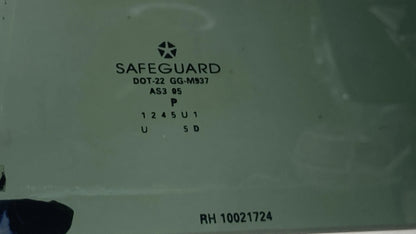 SAFEGUARD
DOT-22 GG-M937
AS3 05
P
1 2 4 5 U 1
U 5 D
RH 10021724